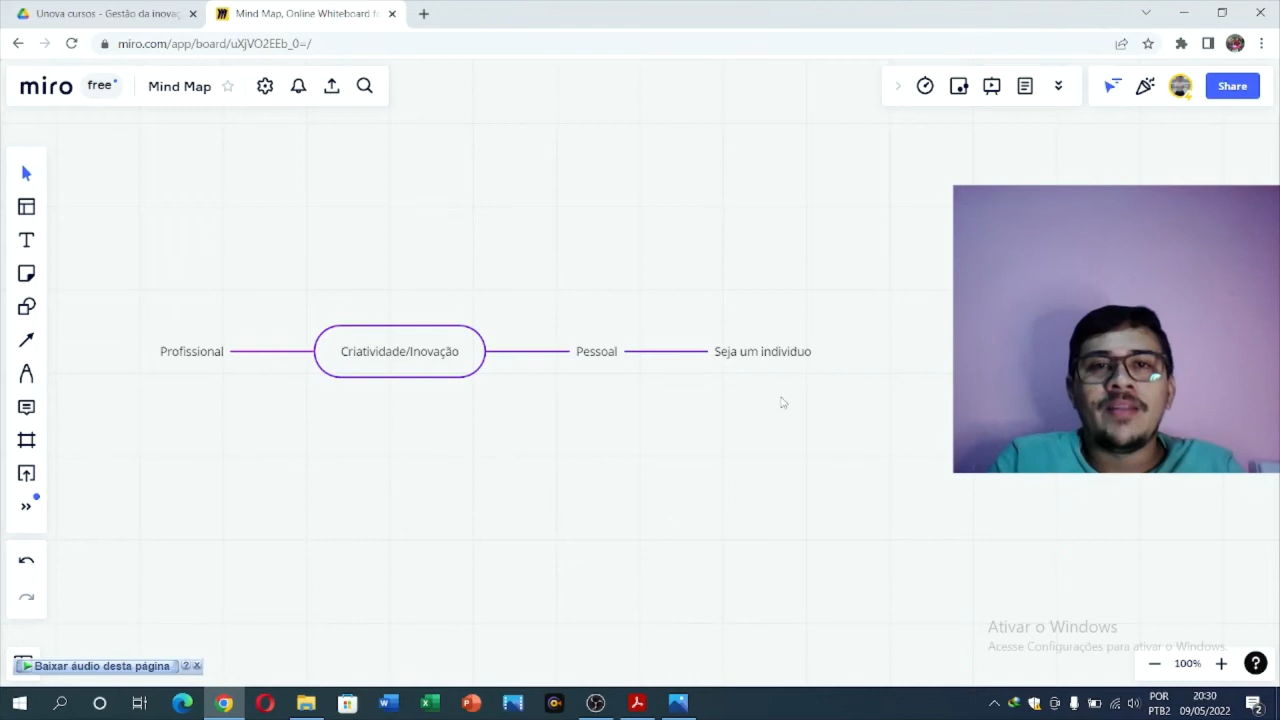 Unova cursos - Gestão da inovaç
Mind Map, Online Whiteboard fo
miro.com/app/board/uXjVO2EEb_0=/
miro free Mind Map
Share
Profissional Criatividade/Inovação Pessoal Seja um individuo
Ativar o Windows
Acesse Configurações para ativar o Windows.
Baixar áudio desta página ?
100% ?
POR 20:30
PTB2 09/05/2022 2